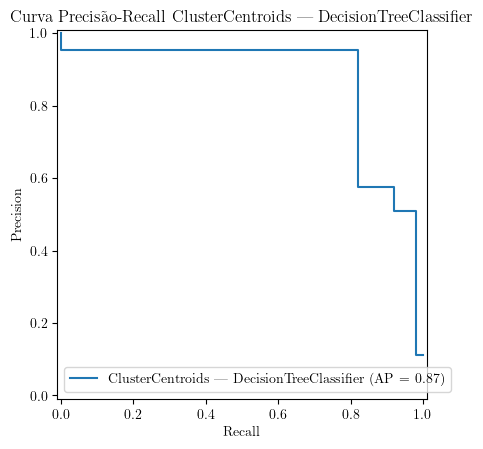 Curva Precisão-Recall ClusterCentroids — DecisionTreeClassifier
1.0
0.8
0.6
0.4
0.2
0.0
Precision
ClusterCentroids — DecisionTreeClassifier (AP = 0.87)
0.0 0.2 0.4 0.6 0.8 1.0
Recall